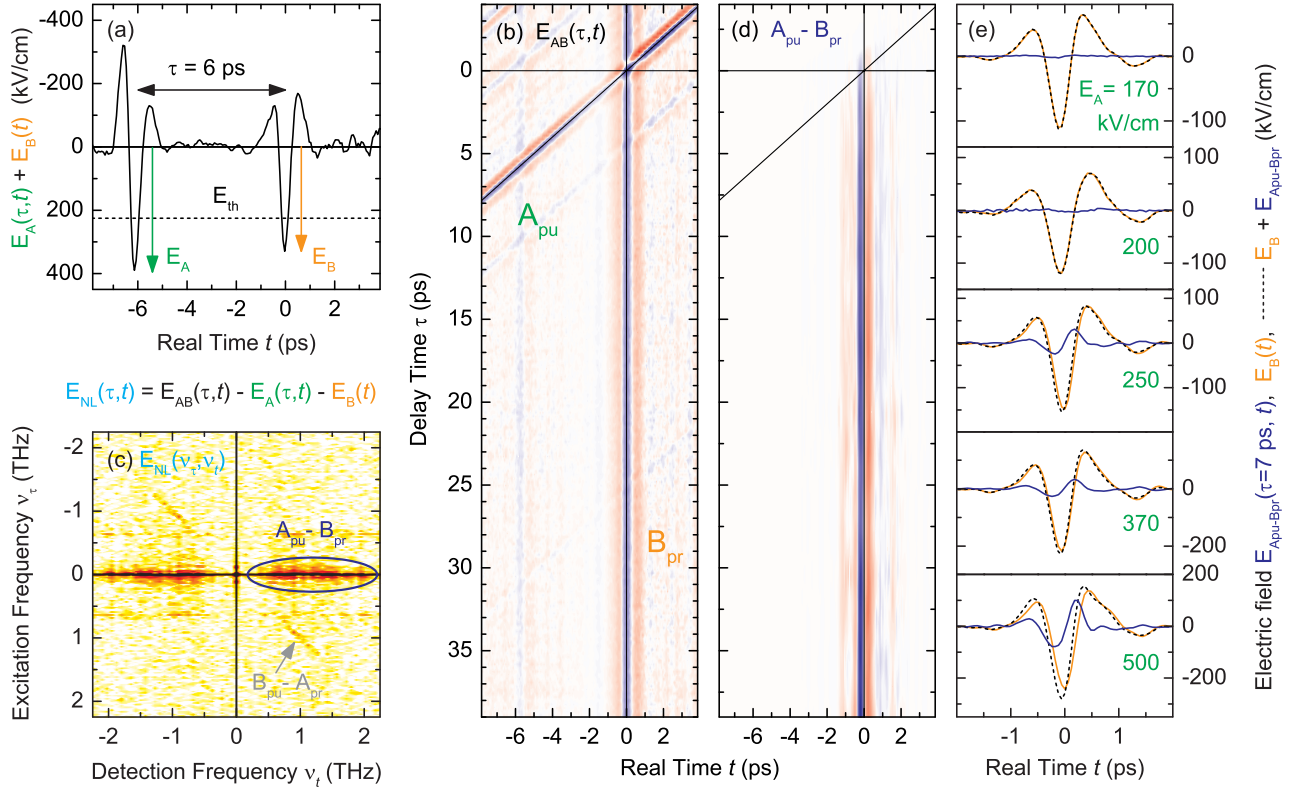 (a)
-400
-200
0
200
400
τ = 6 ps
E_th
E_A
E_B
E_A(τ,t) + E_B(t) (kV/cm)
-6 -4 -2 0 2
Real Time t (ps)
E_NL(τ,t) = E_AB(τ,t) - E_A(τ,t) - E_B(t)
(c) E_NL(ν_τ,ν_t)
-2
-1
0
1
2
A_pu- B_pr
B_pu- A_pr
Excitation Frequency ν_τ (THz)
-2 -1 0 1 2
Detection Frequency ν_t (THz)
(b) E_AB(τ,t)
0
5
10
15
20
25
30
35
A_pu
B_pr
Delay Time τ (ps)
-6 -4 -2 0 2
(d) A_pu- B_pr
-6 -4 -2 0 2
Real Time t (ps)
(e)
E_A= 170
kV/cm
0
-100
100
0
-100
200
100
0
-100
250
0
-200
370
200
0
-200
500
-1 0 1
Real Time t (ps)
Electric field E_Apu-Bpr(τ=7 ps, t), E_B(t), ------- E_B + E_Apu-Bpr (kV/cm)